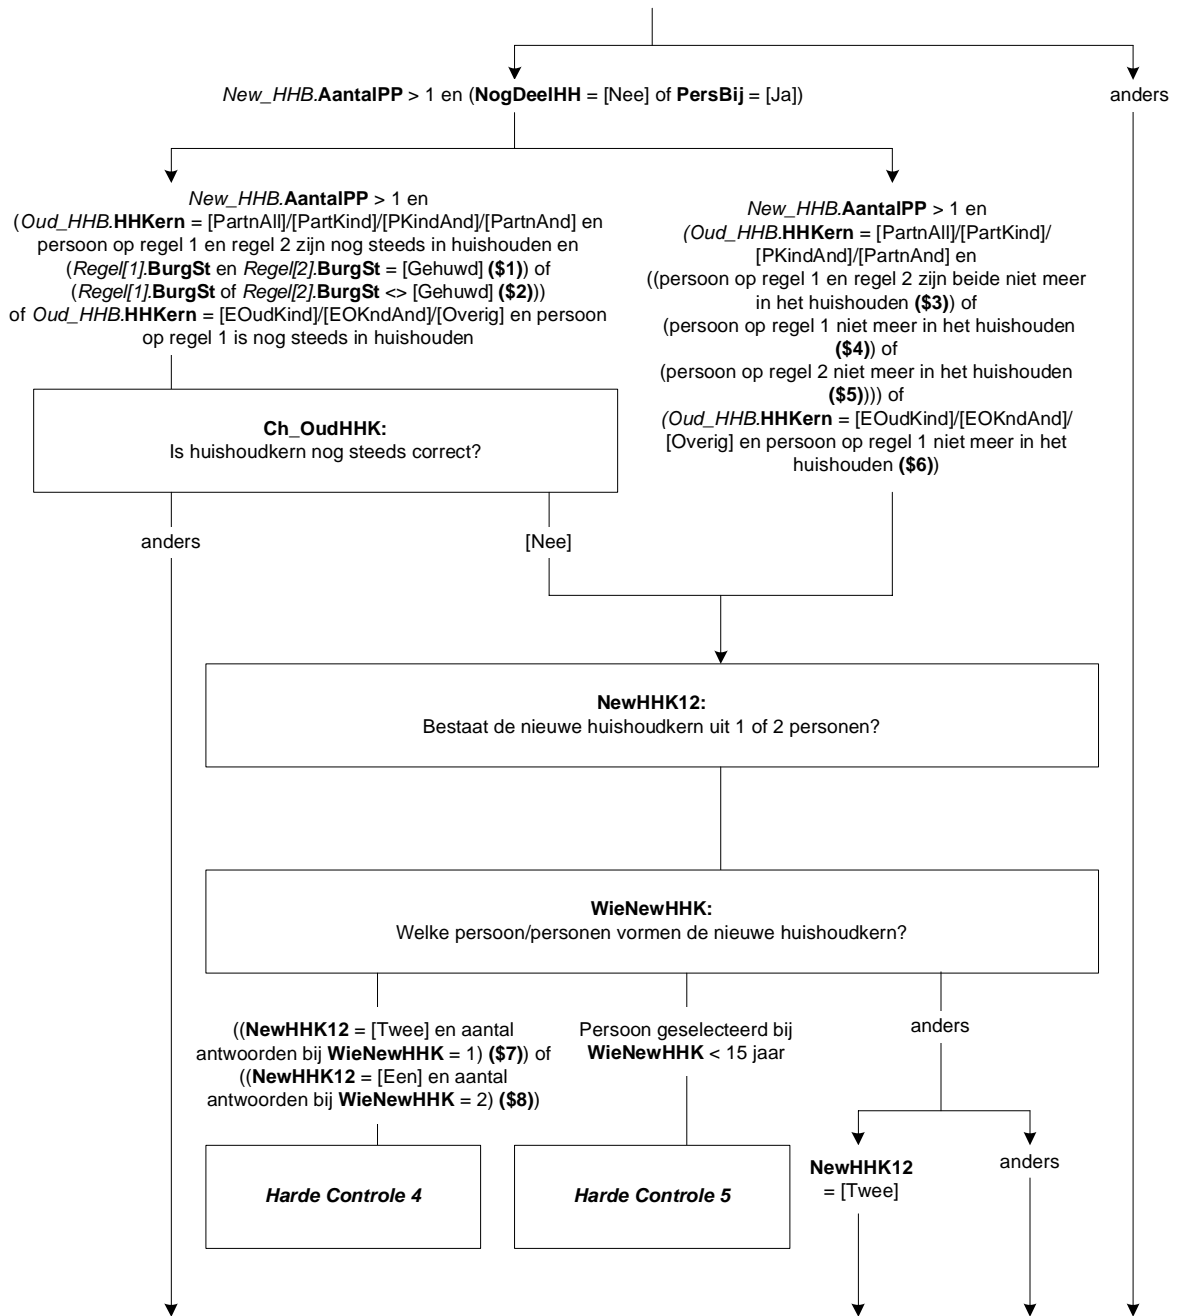 New_HHB.AantalPP > 1 en (NogDeelHH = [Nee] of PersBij = [Ja])
anders
New_HHB.AantalPP > 1 en
(Oud_HHB.HHKern = [PartnAll]/[PartKind]/[PKindAnd]/[PartnAnd] en
persoon op regel 1 en regel 2 zijn nog steeds in huishouden en
(Regel[1].BurgSt en Regel[2].BurgSt = [Gehuwd] ($1)) of
(Regel[1].BurgSt of Regel[2].BurgSt <> [Gehuwd] ($2)))
of Oud_HHB.HHKern = [EOudKind]/[EOKndAnd]/[Overig] en persoon
op regel 1 is nog steeds in huishouden
New_HHB.AantalPP > 1 en
(Oud_HHB.HHKern = [PartnAll]/[PartKind]/
[PKindAnd]/[PartnAnd] en
((persoon op regel 1 en regel 2 zijn beide niet meer
in het huishouden ($3)) of
(persoon op regel 1 niet meer in het huishouden
($4)) of
(persoon op regel 2 niet meer in het huishouden
($5)))) of
(Oud_HHB.HHKern = [EOudKind]/[EOKndAnd]/
[Overig] en persoon op regel 1 niet meer in het
huishouden ($6))
Ch_OudHHK:
Is huishoudkern nog steeds correct?
anders
[Nee]
NewHHK12:
Bestaat de nieuwe huishoudkern uit 1 of 2 personen?
WieNewHHK:
Welke persoon/personen vormen de nieuwe huishoudkern?
((NewHHK12 = [Twee] en aantal
antwoorden bij WieNewHHK = 1) ($7)) of
((NewHHK12 = [Een] en aantal
antwoorden bij WieNewHHK = 2) ($8))
Persoon geselecteerd bij
WieNewHHK < 15 jaar
anders
Harde Controle 4
Harde Controle 5
NewHHK12
= [Twee]
anders